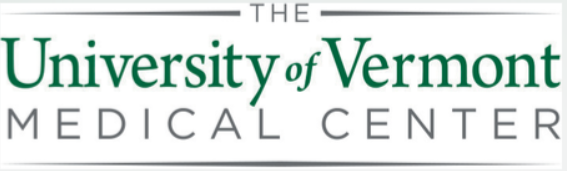 THE
University of Vermont
MEDICAL CENTER